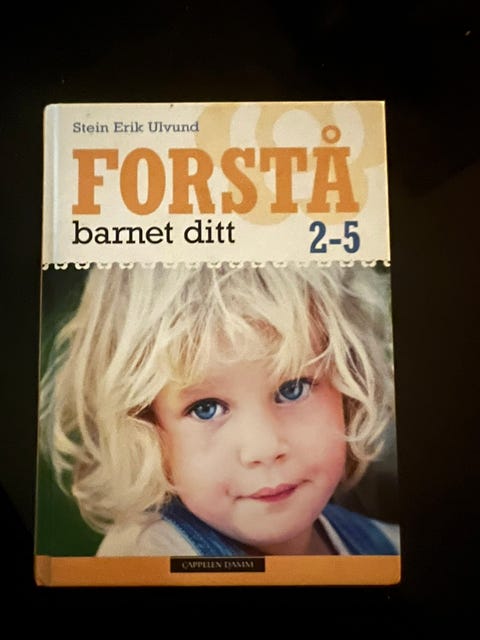 Stein Erik Ulvund
FORSTÅ
barnet ditt
2-5
CAPPELEN DAMM